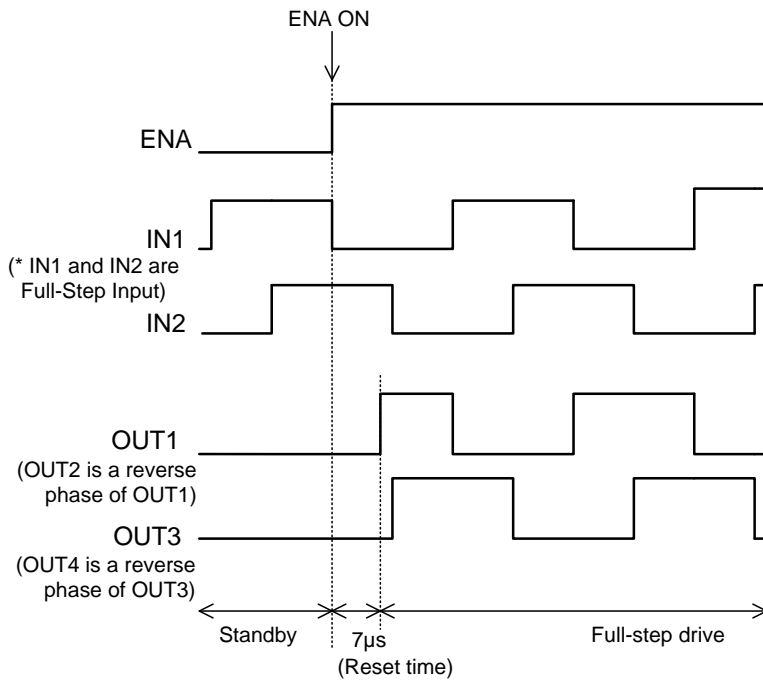 ENA ON
ENA
IN1
(* IN1 and IN2 are
Full-Step Input)
IN2
OUT1
(OUT2 is a reverse
phase of OUT1)
OUT3
(OUT4 is a reverse
phase of OUT3)
Standby
7μs
(Reset time)
Full-step drive